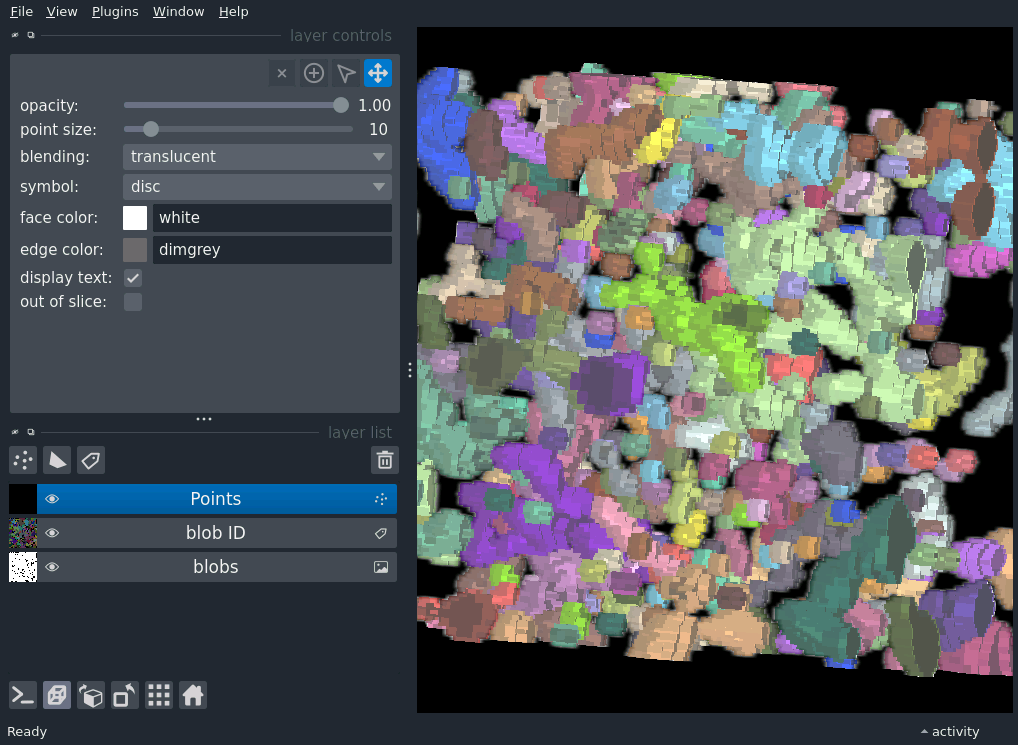 File View Plugins Window Help
layer controls
opacity: 1.00
point size: 10
blending: translucent
symbol: disc
face color: white
edge color: dimgrey
display text:
out of slice:
layer list
Points
blob ID
blobs
Ready activity